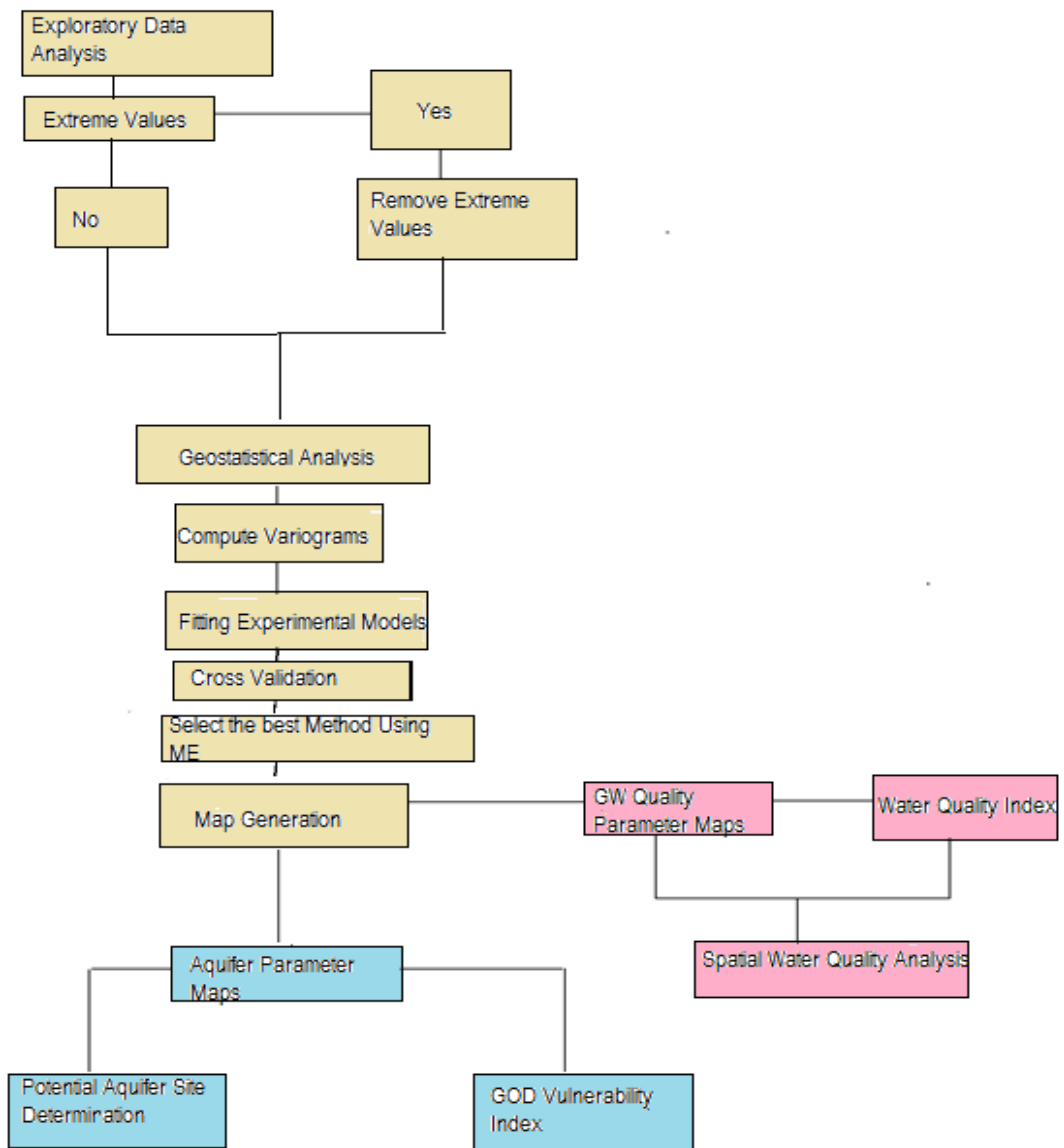 Exploratory Data
Analysis
Extreme Values
Yes
No
Remove Extreme
Values
Geostatistical Analysis
Compute Variograms
Fitting Experimental Models
Cross Validation
Select the best Method Using
ME
Map Generation
GW Quality
Parameter Maps
Water Quality Index
Spatial Water Quality Analysis
Aquifer Parameter
Maps
Potential Aquifer Site
Determination
GOD Vulnerability
Index